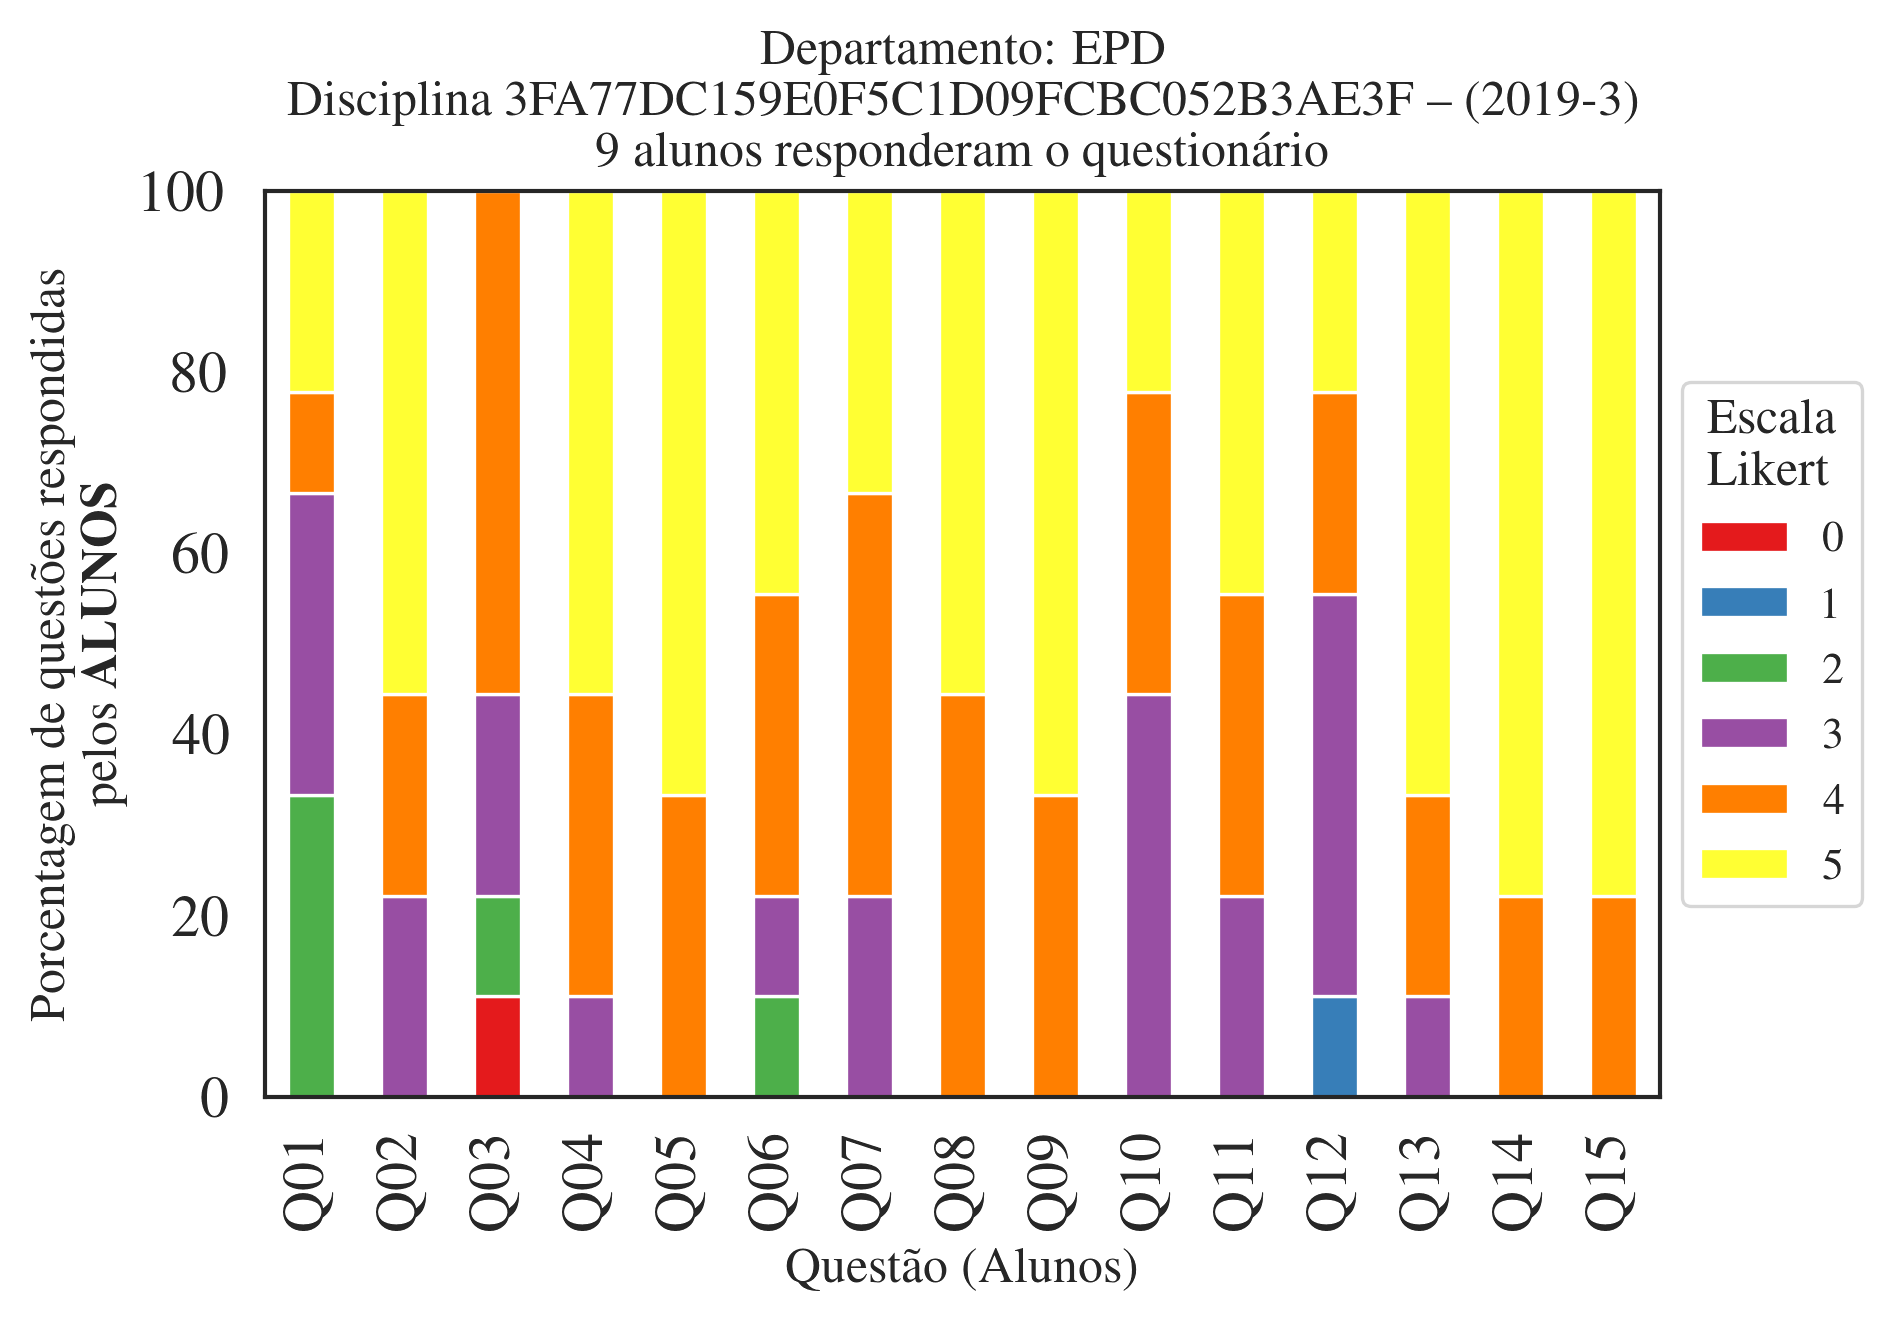 Departamento: EPD
Disciplina 3FA77DC159E0F5C1D09FCBC052B3AE3F – (2019-3)
9 alunos responderam o questionário
Porcentagem de questões respondidas
pelos ALUNOS
100
80
60
40
20
0
Q01
Q02
Q03
Q04
Q05
Q06
Q07
Q08
Q09
Q10
Q11
Q12
Q13
Q14
Q15
Questão (Alunos)
Escala
Likert
0
1
2
3
4
5